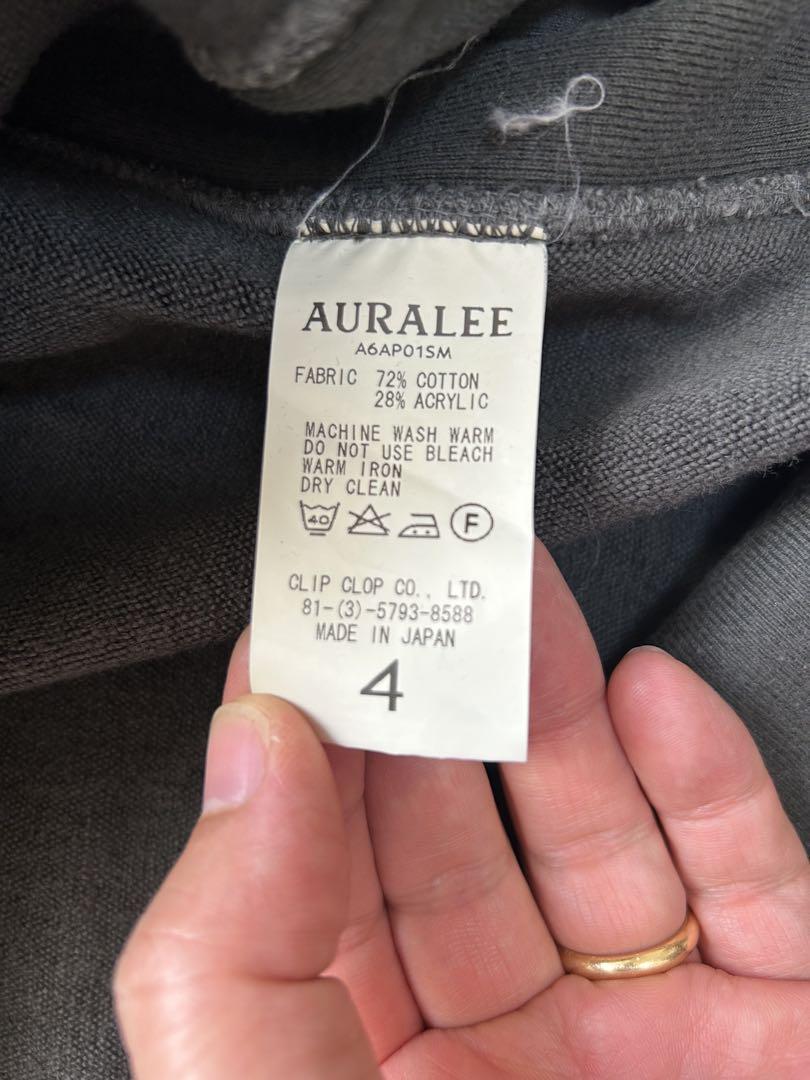 AURALEE
A6AP01SM
FABRIC 72% COTTON
28% ACRYLIC
MACHINE WASH WARM
DO NOT USE BLEACH
WARM IRON
DRY CLEAN
40 F
CLIP CLOP CO., LTD.
81-(3)-5793-8588
MADE IN JAPAN
4